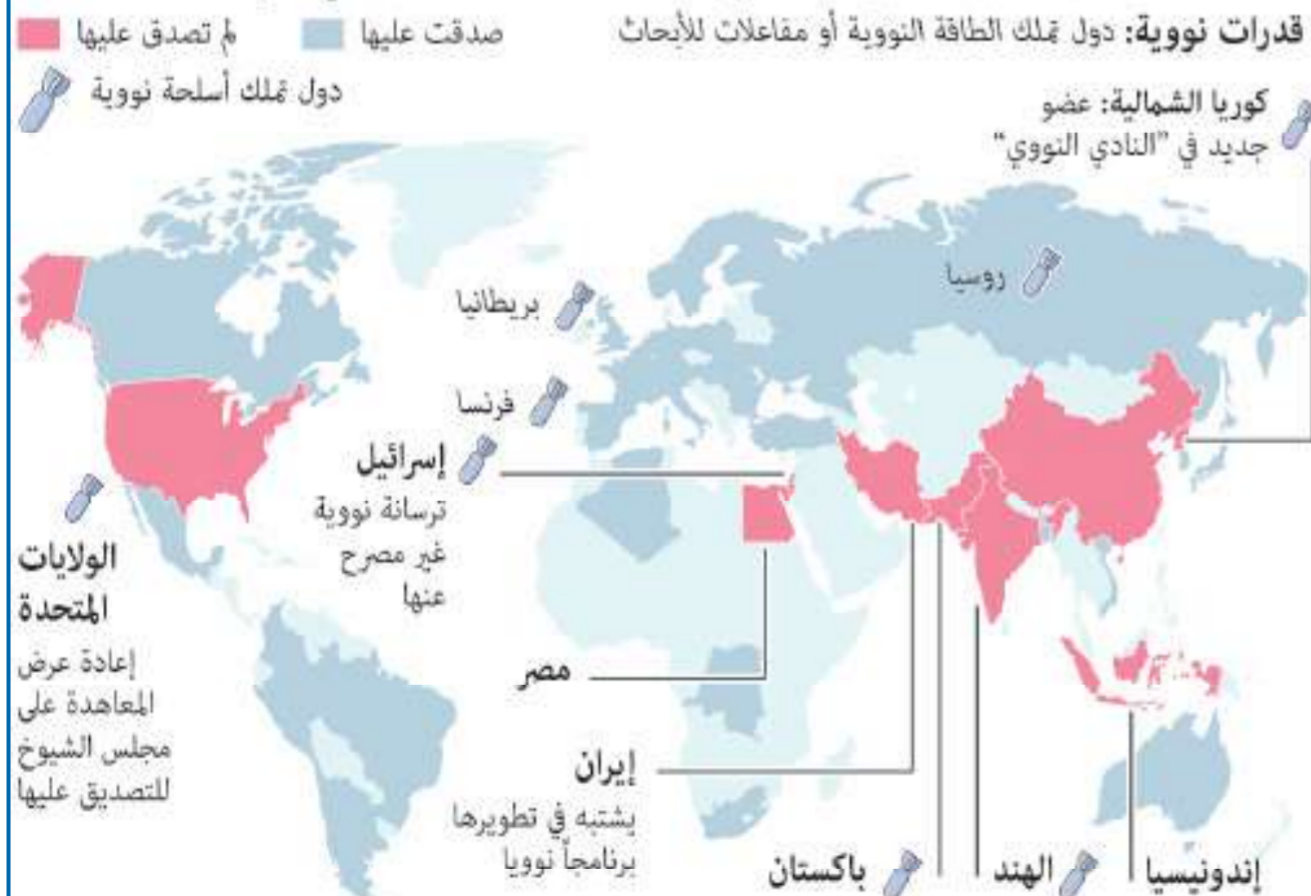 قدرات نووية: دول تملك الطاقة النووية أو مفاعلات للأبحاث
صدقت عليها
لم تصدق عليها
دول تملك أسلحة نووية
كوريا الشمالية: عضو
جديد في "النادي النووي"
روسيا
بريطانيا
فرنسا
إسرائيل
ترسانة نووية
غير مصرح
عنها
الولايات
المتحدة
إعادة عرض
المعاهدة على
مجلس الشيوخ
للتصديق عليها
مصر
إيران
يشتبه في تطويرها
برنامجاً نوويا
باكستان
الهند
إندونيسيا